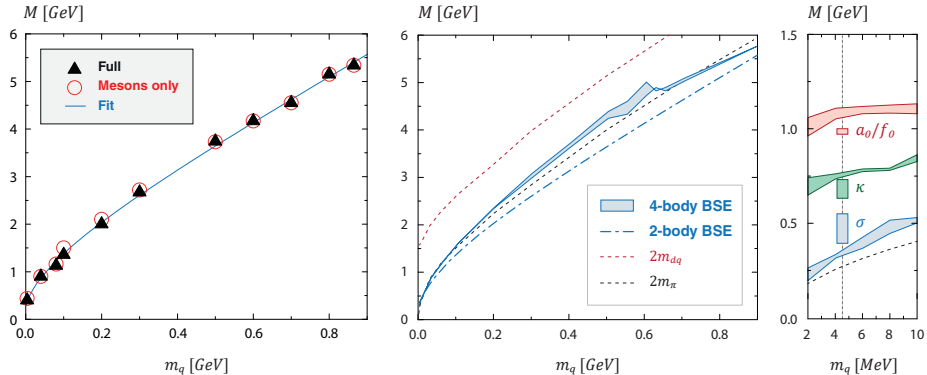 M [GeV]
6
5
4
3
2
1
0
Full
Mesons only
Fit
0.0
0.2
0.4
0.6
0.8
m_q [GeV]
M [GeV]
6
5
4
3
2
1
0
4-body BSE
2-body BSE
2m_dq
2m_π
0.0
0.2
0.4
0.6
0.8
m_q [GeV]
M [GeV]
1.5
1.0
0.5
0.0
a_0/f_0
κ
σ
2
4
6
8
10
m_q [MeV]